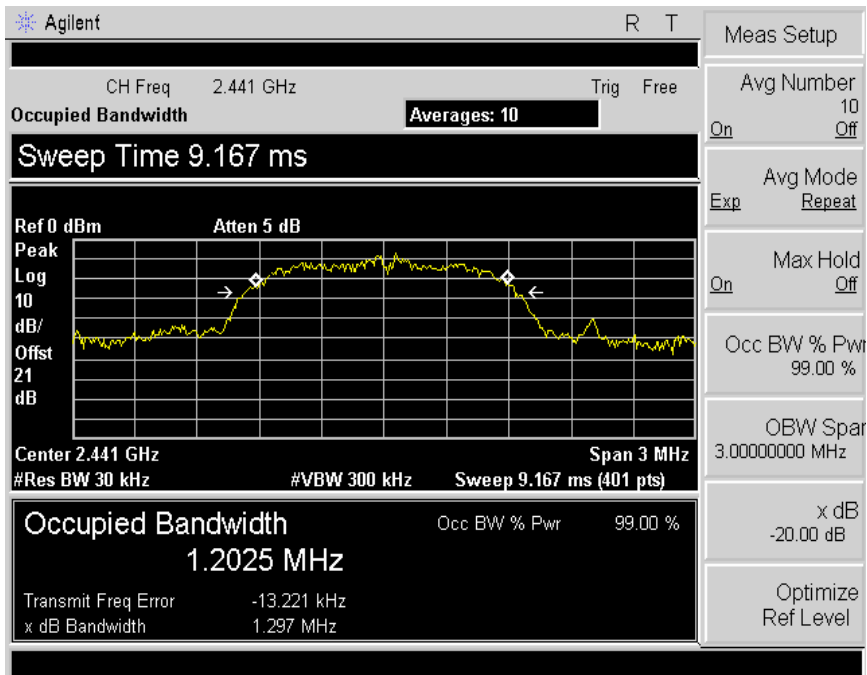 Agilent R T
CH Freq 2.441 GHz Trig Free
Occupied Bandwidth Averages: 10
Sweep Time 9.167 ms
Ref 0 dBm Atten 5 dB
Peak
Log
10
dB/
Offst
21
dB
Center 2.441 GHz Span 3 MHz
#Res BW 30 kHz #VBW 300 kHz Sweep 9.167 ms (401 pts)
Occupied Bandwidth Occ BW % Pwr 99.00 %
1.2025 MHz
Transmit Freq Error -13.221 kHz
x dB Bandwidth 1.297 MHz
Meas Setup
Avg Number
10
On Off
Avg Mode
Exp Repeat
Max Hold
On Off
Occ BW % Pwr
99.00 %
OBW Span
3.00000000 MHz
x dB
-20.00 dB
Optimize
Ref Level